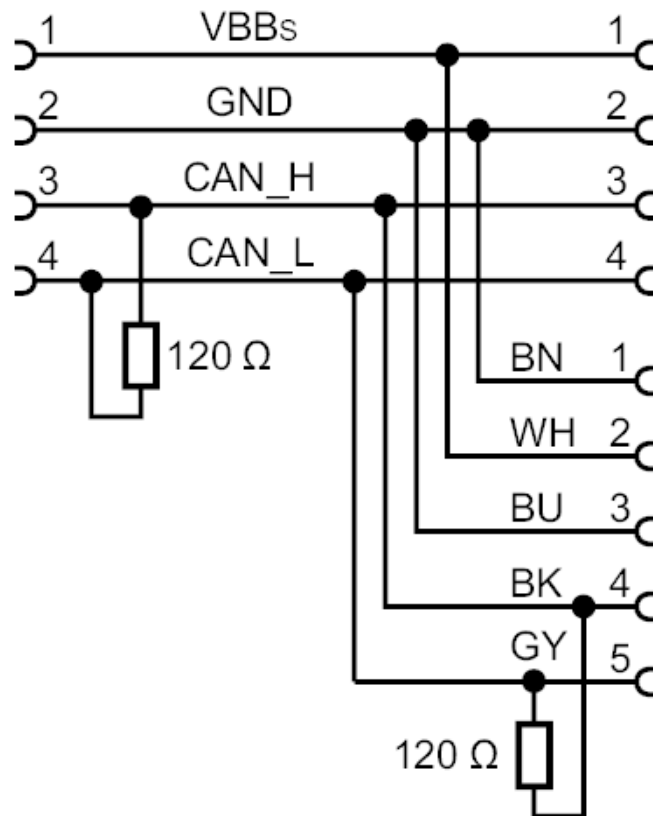 1 VBBs 1
2 GND 2
3 CAN_H 3
4 CAN_L 4
120 Ω
BN 1
WH 2
BU 3
BK 4
GY 5
120 Ω